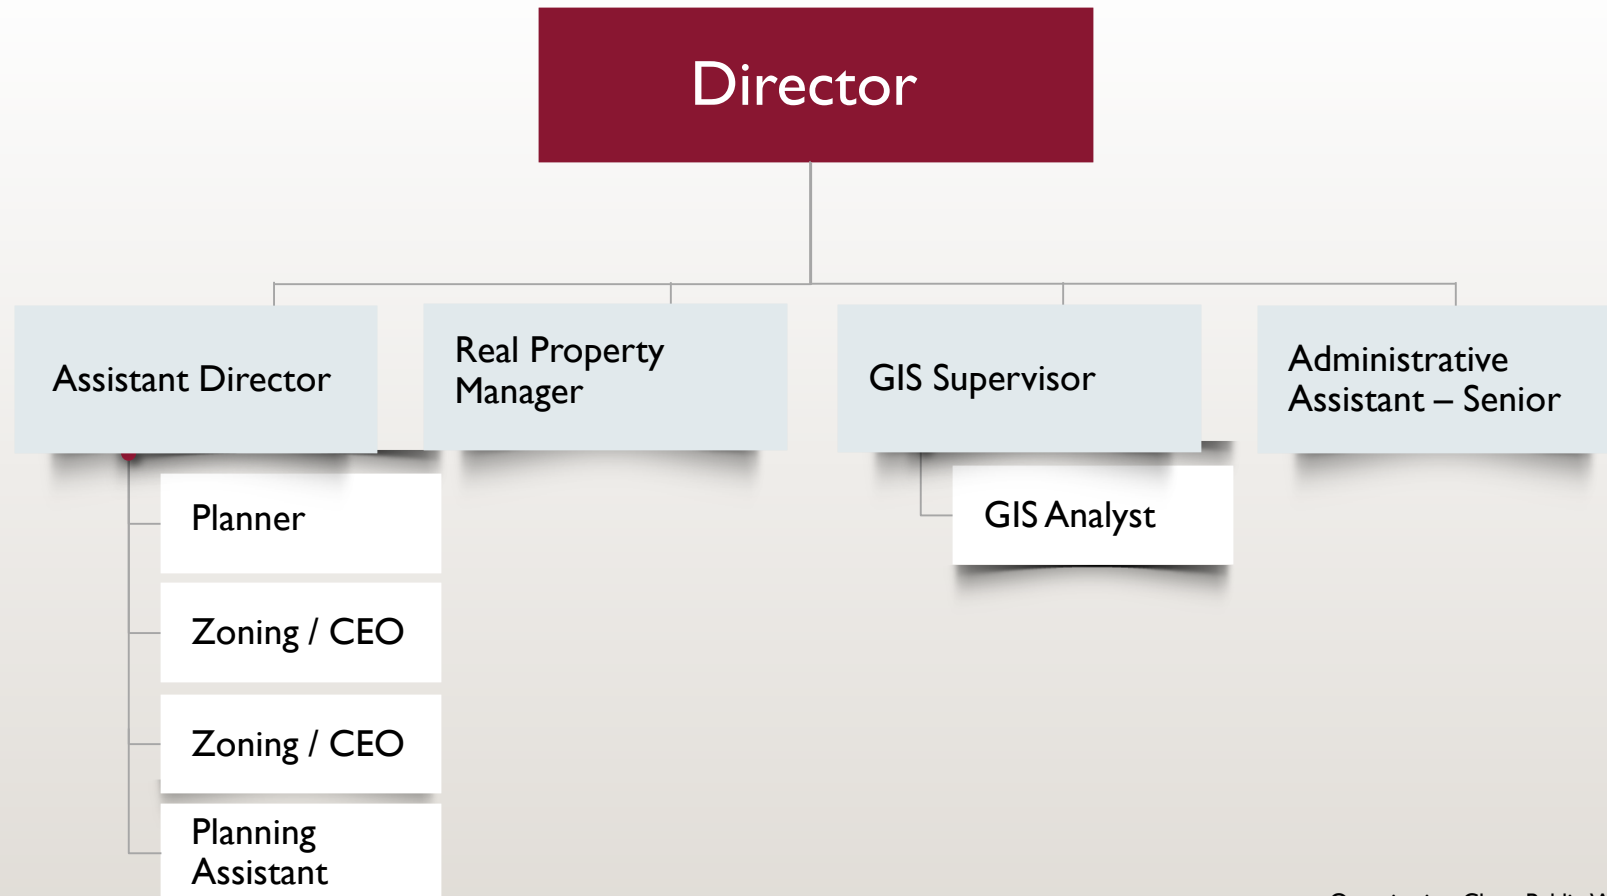 Director
Assistant Director
Real Property
Manager
GIS Supervisor
Administrative
Assistant – Senior
Planner
Zoning / CEO
Zoning / CEO
Planning
Assistant
GIS Analyst